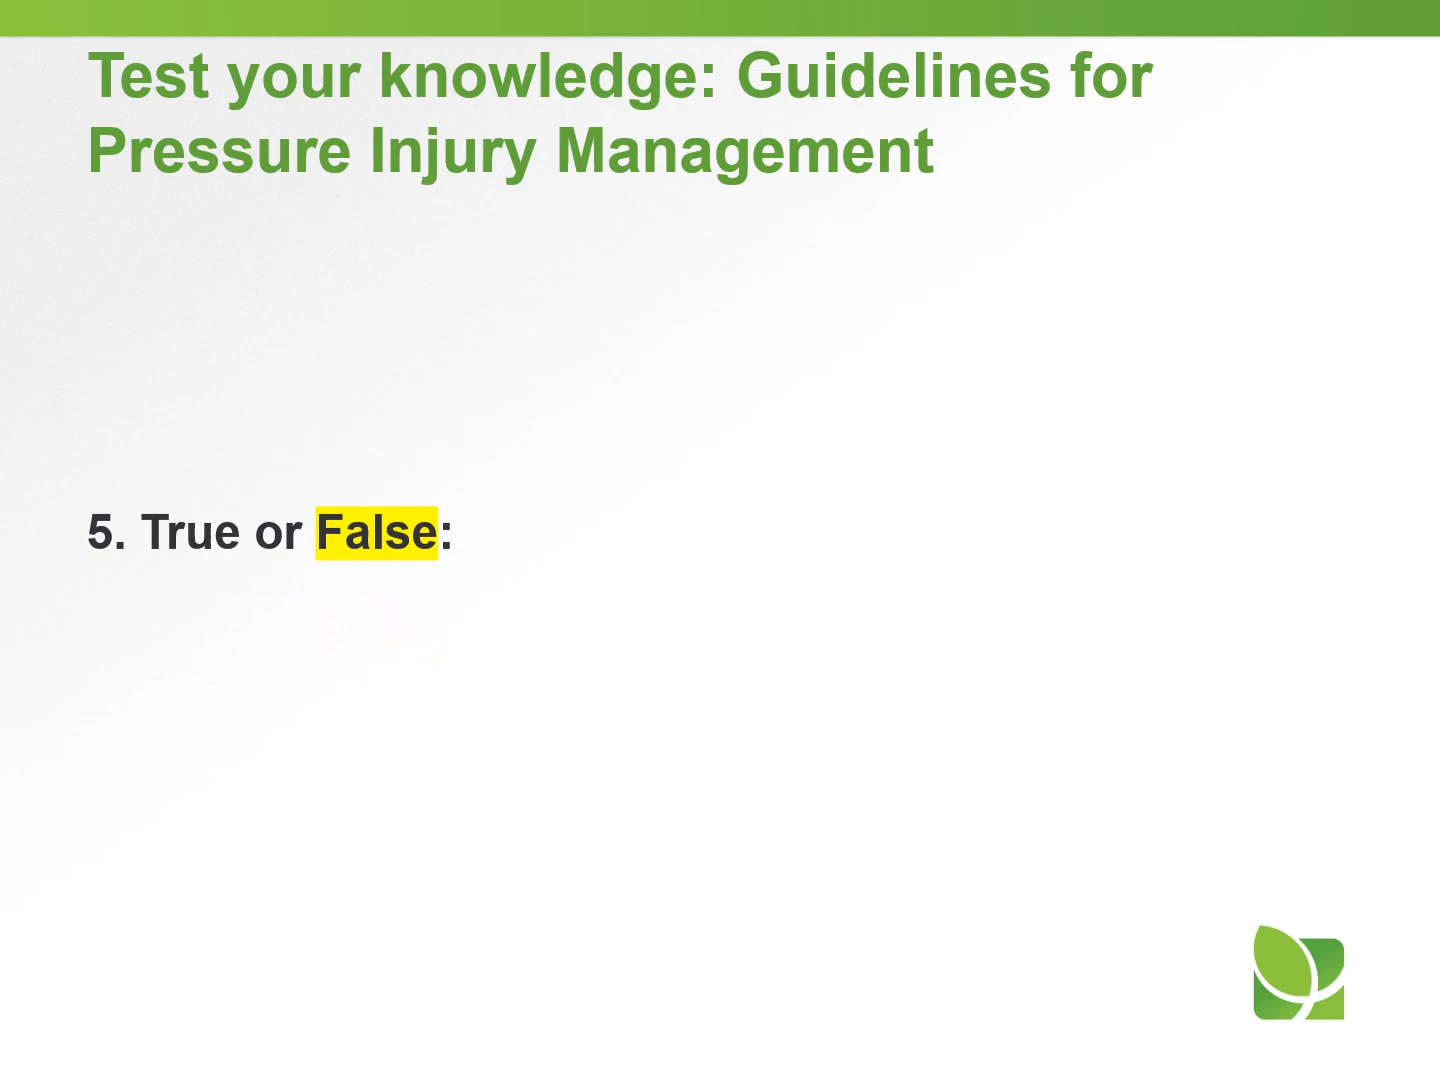 Test your knowledge: Guidelines for
Pressure Injury Management
5. True or False: